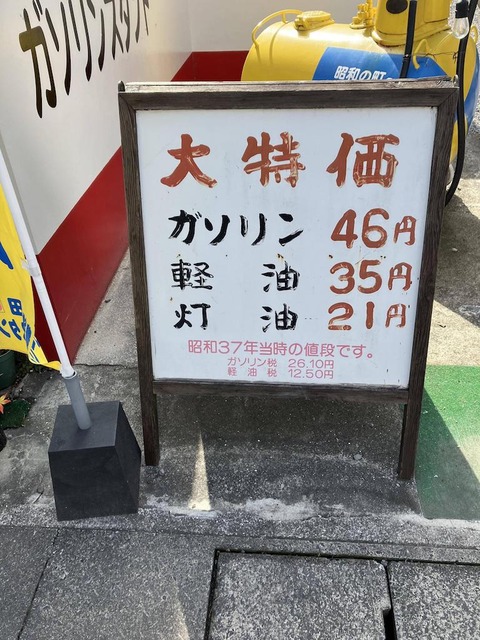 ガソリンスタンド
昭和の町
大特価
ガソリン 46円
軽油 35円
灯油 21円
昭和37年当時の値段です。
ガソリン税 26.10円
軽油税 12.50円